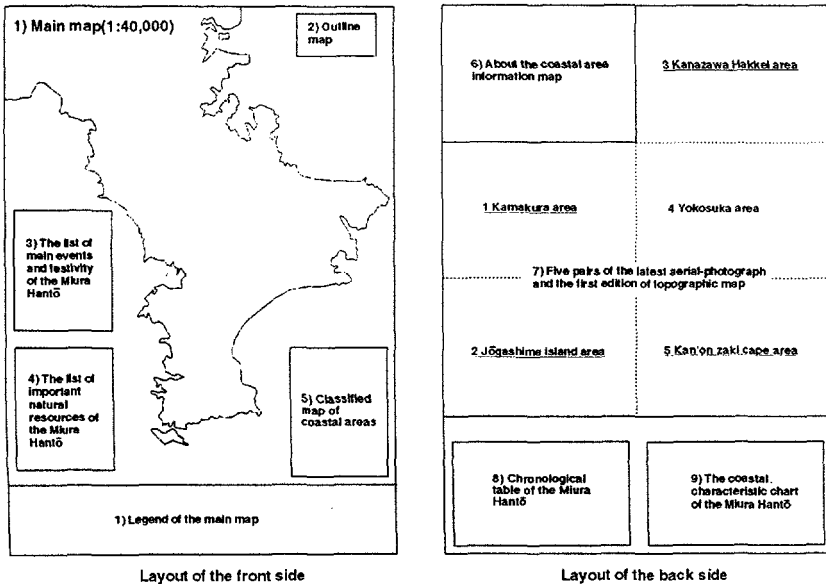 1) Main map(1:40,000)
2) Outline
map
3) The list of
main events
and festivity
of the Miura
Hantō
4) The list of
important
natural
resources of
the Miura
Hantō
5) Classified
map of
coastal areas
1) Legend of the main map
Layout of the front side
6) About the coastal area
information map
3 Kanazawa Hakkei area
1 Kamakura area
4 Yokosuka area
7) Five pairs of the latest aerial-photograph
and the first edition of topographic map
2 Jōgashima island area
5 Kan'on zaki cape area
8) Chronological
table of the Miura
Hantō
9) The coastal
characteristic chart
of the Miura Hantō
Layout of the back side